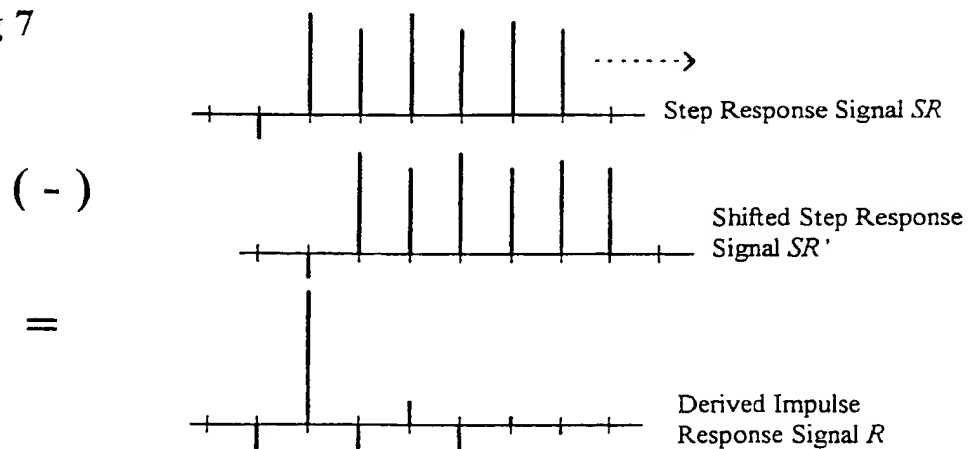 7
Step Response Signal SR
( - )
Shifted Step Response
Signal SR'
=
Derived Impulse
Response Signal R